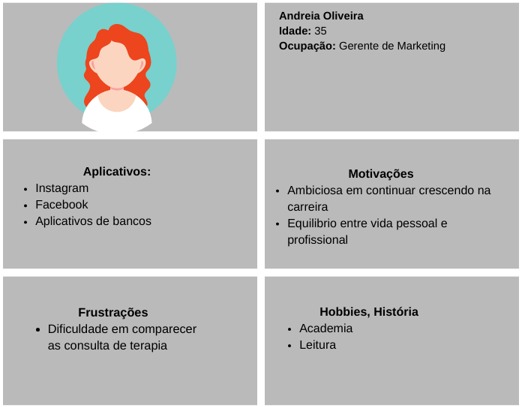 Andreia Oliveira
Idade: 35
Ocupação: Gerente de Marketing
Aplicativos:
• Instagram
• Facebook
• Aplicativos de bancos
Motivações
• Ambiciosa em continuar crescendo na
carreira
• Equilibrio entre vida pessoal e
profissional
Frustrações
• Dificuldade em comparecer
as consulta de terapia
Hobbies, História
• Academia
• Leitura